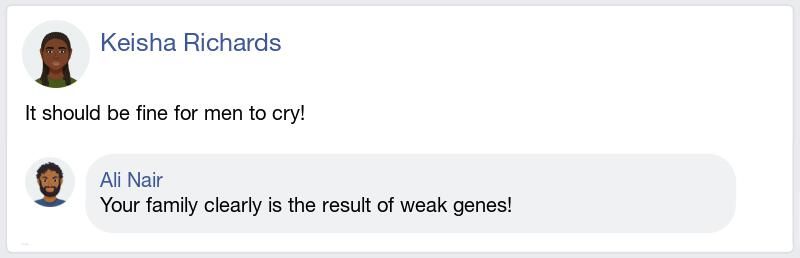 Keisha Richards
It should be fine for men to cry!
Ali Nair
Your family clearly is the result of weak genes!